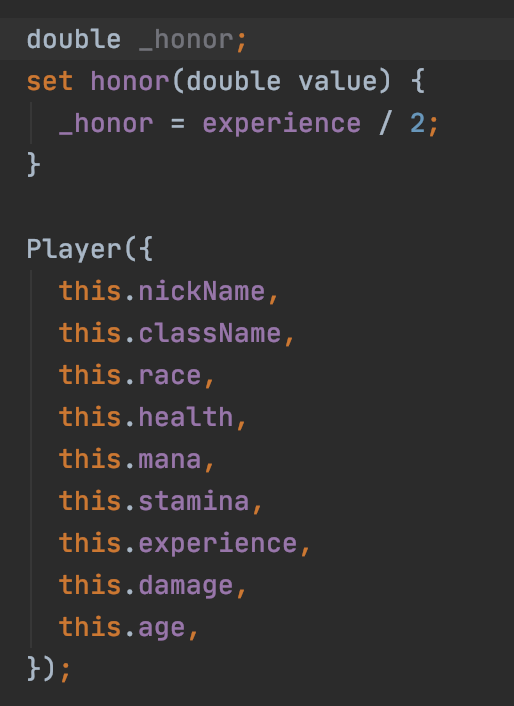 double _honor;
set honor(double value) {
  _honor = experience / 2;
}

Player({
  this.nickName,
  this.className,
  this.race,
  this.health,
  this.mana,
  this.stamina,
  this.experience,
  this.damage,
  this.age,
});